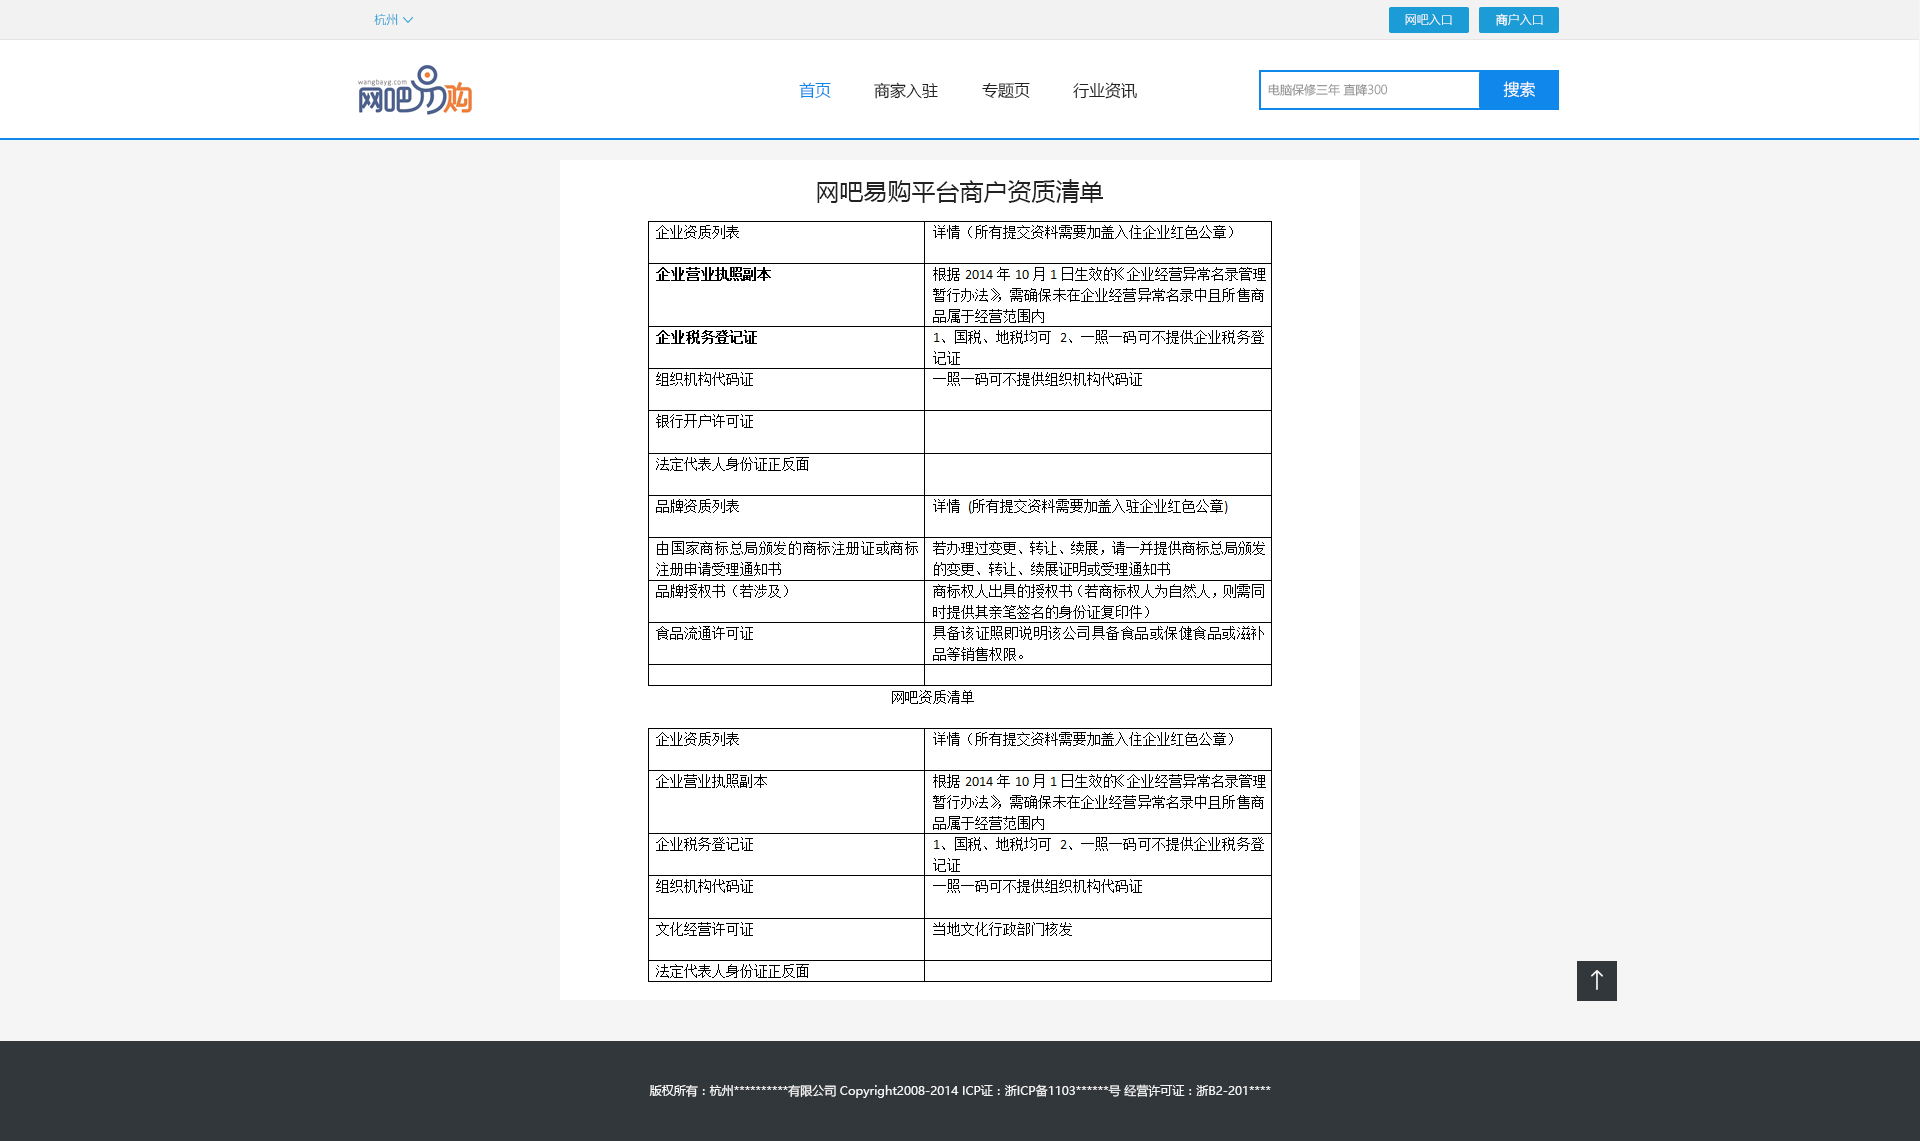 杭州
网吧入口
商户入口
wangbayg.com
网吧易购
首页
商家入驻
专题页
行业资讯
电脑保修三年 直降300
搜索
网吧易购平台商户资质清单
企业资质列表
详情（所有提交资料需要加盖入住企业红色公章）
企业营业执照副本
根据 2014 年 10 月 1 日生效的《企业经营异常名录管理
暂行办法》，需确保未在企业经营异常名录中且所售商
品属于经营范围内
企业税务登记证
1、国税、地税均可  2、一照一码可不提供企业税务登
记证
组织机构代码证
一照一码可不提供组织机构代码证
银行开户许可证
法定代表人身份证正反面
品牌资质列表
详情 (所有提交资料需要加盖入驻企业红色公章)
由国家商标总局颁发的商标注册证或商标
注册申请受理通知书
若办理过变更、转让、续展，请一并提供商标总局颁发
的变更、转让、续展证明或受理通知书
品牌授权书（若涉及）
商标权人出具的授权书（若商标权人为自然人，则需同
时提供其亲笔签名的身份证复印件）
食品流通许可证
具备该证照即说明该公司具备食品或保健食品或滋补
品等销售权限。
网吧资质清单
企业资质列表
详情（所有提交资料需要加盖入住企业红色公章）
企业营业执照副本
根据 2014 年 10 月 1 日生效的《企业经营异常名录管理
暂行办法》，需确保未在企业经营异常名录中且所售商
品属于经营范围内
企业税务登记证
1、国税、地税均可  2、一照一码可不提供企业税务登
记证
组织机构代码证
一照一码可不提供组织机构代码证
文化经营许可证
当地文化行政部门核发
法定代表人身份证正反面
版权所有：杭州**********有限公司 Copyright2008-2014 ICP证：浙ICP备1103******号 经营许可证：浙B2-201****